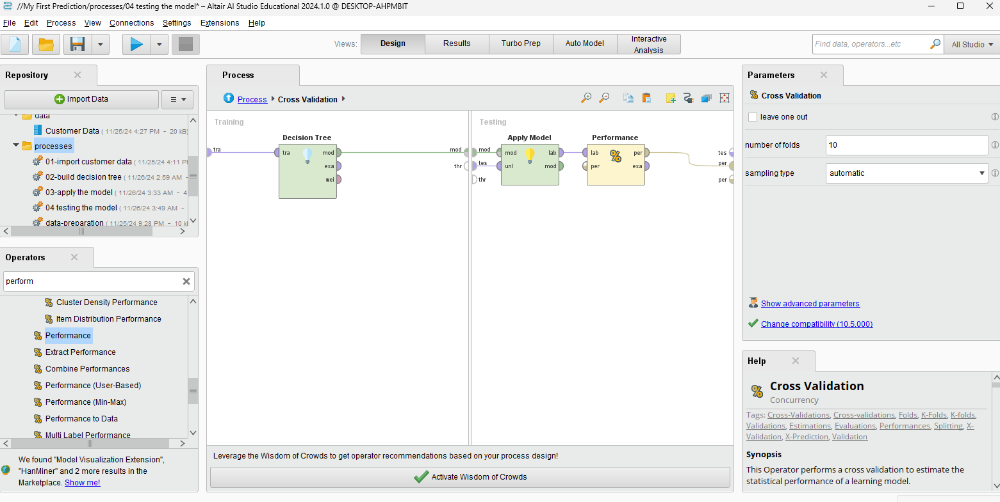 //My First Prediction/processes/04 testing the model* – Altair AI Studio Educational 2024.1.0 @ DESKTOP-AHPMBIT
File Edit Process View Connections Settings Extensions Help
Views: Design Results Turbo Prep Auto Model Interactive Analysis
Find data, operators...etc
All Studio
Repository
Import Data
data
Customer Data ( 11/25/24 4:27 PM – 20 kB)
processes
01-import customer data ( 11/25/24 4:11 P
02-build decision tree ( 11/26/24 2:59 AM –
03-apply the model ( 11/26/24 3:33 AM – 4
04 testing the model ( 11/26/24 3:49 AM –
data-preparation ( 11/25/24 9:28 PM – 10 k
Operators
perform
Cluster Density Performance
Item Distribution Performance
Performance
Extract Performance
Combine Performances
Performance (User-Based)
Performance (Min-Max)
Performance to Data
Multi Label Performance
We found "Model Visualization Extension",
"HanMiner" and 2 more results in the
Marketplace. Show me!
Process
Process Cross Validation
Training
tra
Decision Tree
tra mod
exa
wei
mod
thr
Testing
mod
tes
thr
Apply Model
mod lab
unl mod
Performance
lab per
per exa
tes
per
per
Leverage the Wisdom of Crowds to get operator recommendations based on your process design!
Activate Wisdom of Crowds
Parameters
Cross Validation
leave one out
number of folds 10
sampling type automatic
Show advanced parameters
Change compatibility (10.5.000)
Help
Cross Validation
Concurrency
Tags: Cross-Validations, Cross-validations, Folds, K-Folds, K-folds,
Validations, Estimations, Evaluations, Performances, Splitting, X-
Validation, X-Prediction, Validation
Synopsis
This Operator performs a cross validation to estimate the
statistical performance of a learning model.